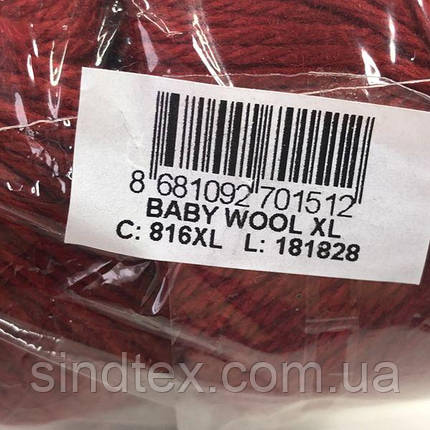 8 681092 701512
BABY WOOL XL
C: 816XL L: 181828
sindtex.com.ua